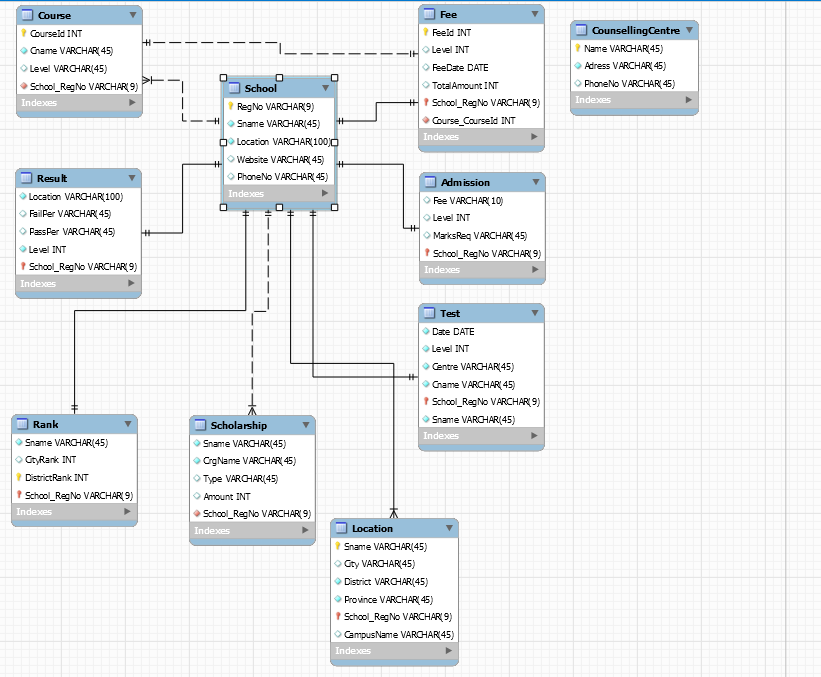 Course
CourseId INT
Cname VARCHAR(45)
Level VARCHAR(45)
School_RegNo VARCHAR(9)
Indexes
Fee
FeeId INT
Level INT
FeeDate DATE
TotalAmount INT
School_RegNo VARCHAR(9)
Course_CourseId INT
Indexes
CounsellingCentre
Name VARCHAR(45)
Adress VARCHAR(45)
PhoneNo VARCHAR(45)
Indexes
School
RegNo VARCHAR(9)
Sname VARCHAR(45)
Location VARCHAR(100)
Website VARCHAR(45)
PhoneNo VARCHAR(45)
Indexes
Result
Location VARCHAR(100)
FailPer VARCHAR(45)
PassPer VARCHAR(45)
Level INT
School_RegNo VARCHAR(9)
Indexes
Admission
Fee VARCHAR(10)
Level INT
MarksReq VARCHAR(45)
School_RegNo VARCHAR(9)
Indexes
Test
Date DATE
Level INT
Centre VARCHAR(45)
Cname VARCHAR(45)
School_RegNo VARCHAR(9)
Sname VARCHAR(45)
Indexes
Rank
Sname VARCHAR(45)
CityRank INT
DistrictRank INT
School_RegNo VARCHAR(9)
Indexes
Scholarship
Sname VARCHAR(45)
CrgName VARCHAR(45)
Type VARCHAR(45)
Amount INT
School_RegNo VARCHAR(9)
Indexes
Location
Sname VARCHAR(45)
City VARCHAR(45)
District VARCHAR(45)
Province VARCHAR(45)
School_RegNo VARCHAR(9)
CampusName VARCHAR(45)
Indexes